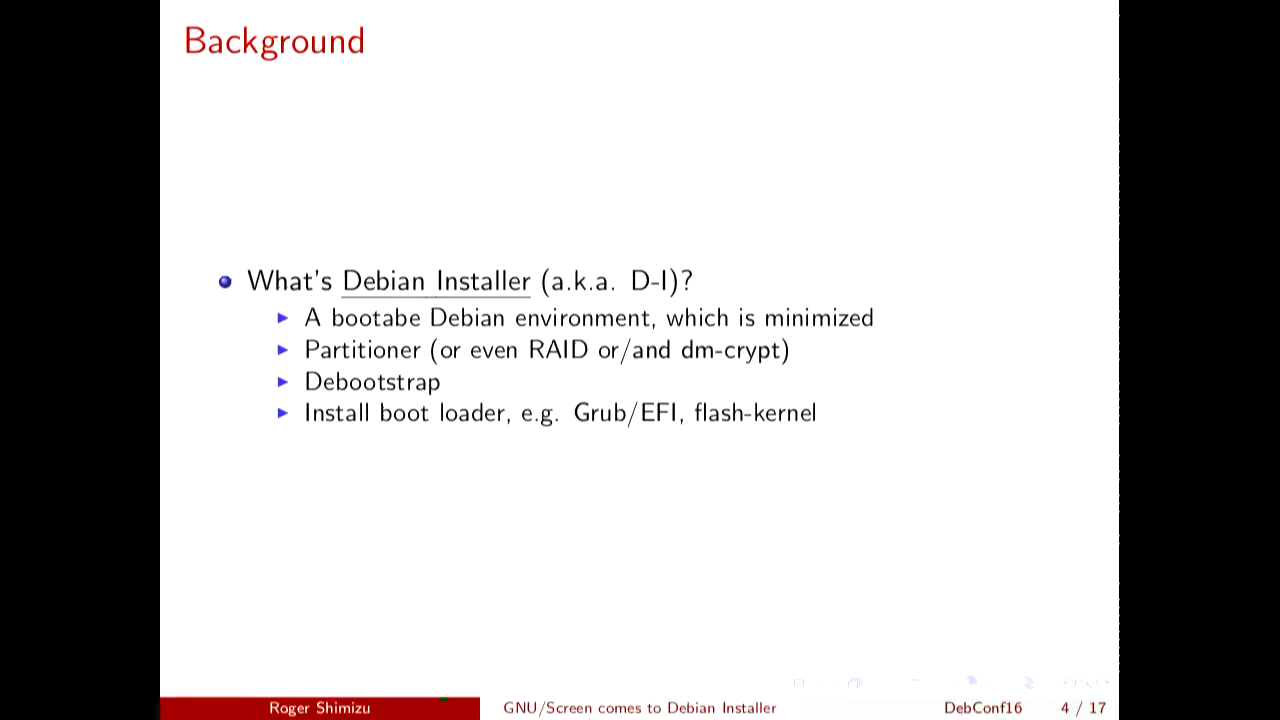 Background
What's Debian Installer (a.k.a. D-I)?
A bootabe Debian environment, which is minimized
Partitioner (or even RAID or/and dm-crypt)
Debootstrap
Install boot loader, e.g. Grub/EFI, flash-kernel
Roger Shimizu GNU/Screen comes to Debian Installer DebConf16 4 / 17